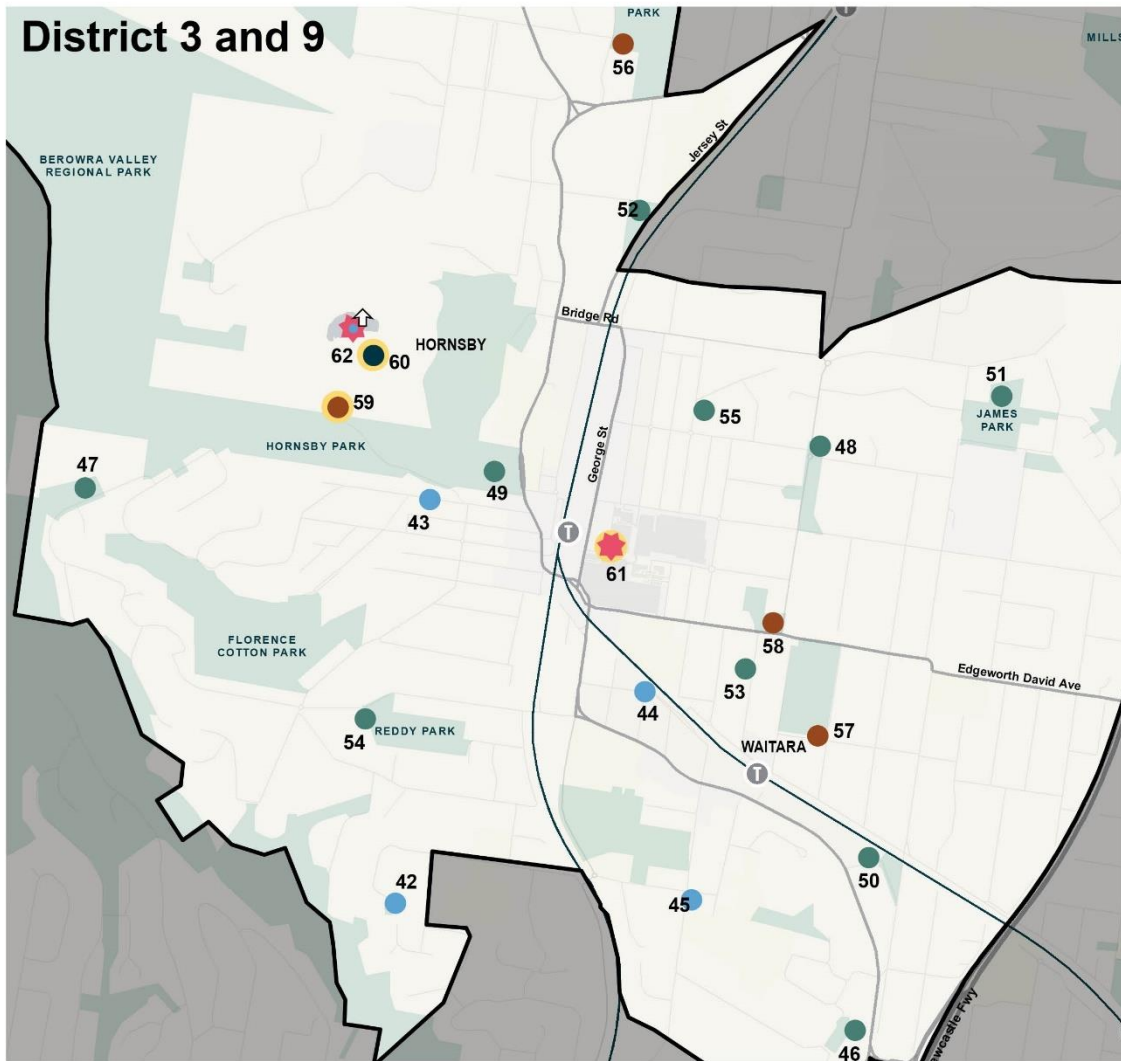 District 3 and 9
PARK
56
MILLS
BEROWRA VALLEY
REGIONAL PARK
Jersey St
52
T
Bridge Rd
62
60
HORNSBY
59
HORNSBY PARK
55
51
JAMES
PARK
48
George St
47
49
43
T
61
58
FLORENCE
COTTON PARK
Edgeworth David Ave
53
44
54
REDDY PARK
57
WAITARA
T
50
42
45
46
wcastle Fwy